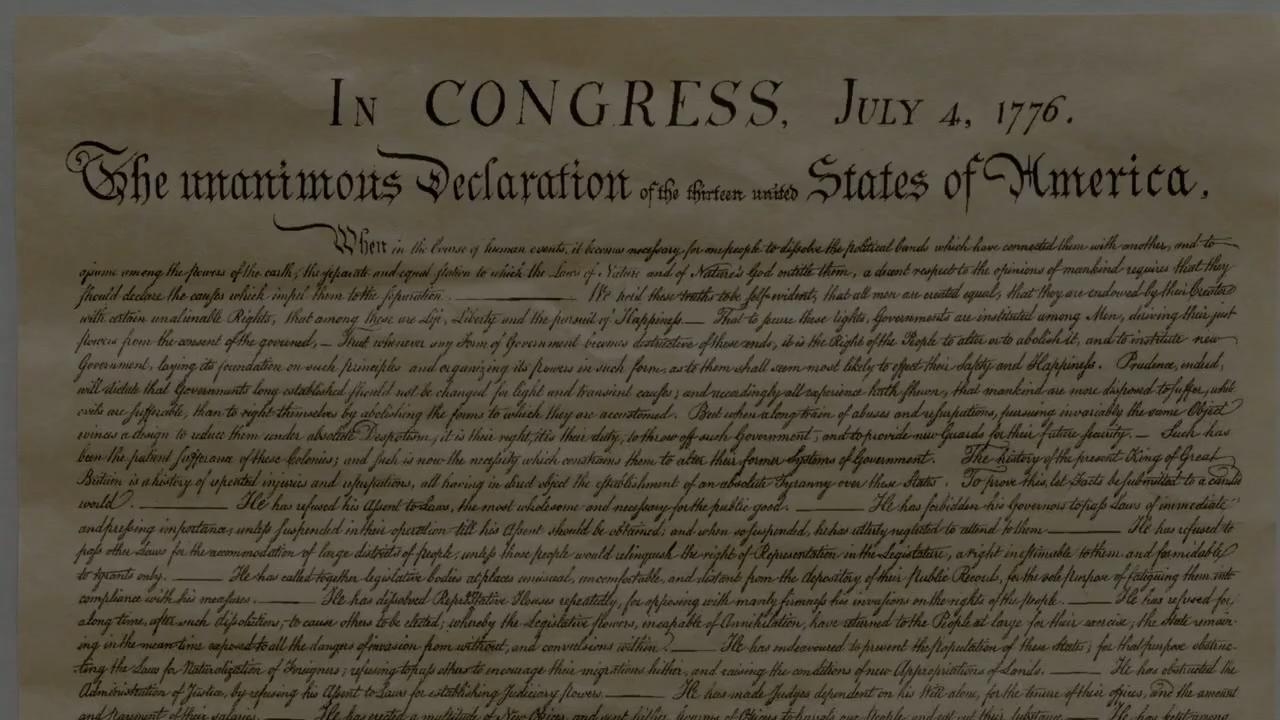 IN CONGRESS, JULY 4, 1776.
The unanimous Declaration of the thirteen united States of America,
When in the Course of human events, it becomes necessary for one people to dissolve the political bands which have connected them with another, and to
assume among the powers of the earth, the separate and equal station to which the Laws of Nature and of Nature's God entitle them, a decent respect to the opinions of mankind requires that they
should declare the causes which impel them to the separation. ——— We hold these truths to be self-evident, that all men are created equal, that they are endowed by their Creator
with certain unalienable Rights, that among these are Life, Liberty and the pursuit of Happiness.— That to secure these rights, Governments are instituted among Men, deriving their just
powers from the consent of the governed,— That whenever any Form of Government becomes destructive of these ends, it is the Right of the People to alter or to abolish it, and to institute new
Government, laying its foundation on such principles and organizing its powers in such form, as to them shall seem most likely to effect their Safety and Happiness. Prudence, indeed,
will dictate that Governments long established should not be changed for light and transient causes; and accordingly all experience hath shewn, that mankind are more disposed to suffer, while
evils are sufferable, than to right themselves by abolishing the forms to which they are accustomed. But when a long train of abuses and usurpations, pursuing invariably the same Object
evinces a design to reduce them under absolute Despotism, it is their right, it is their duty, to throw off such Government, and to provide new Guards for their future security.— Such has
been the patient sufferance of these Colonies; and such is now the necessity which constrains them to alter their former Systems of Government. The history of the present King of Great
Britain is a history of repeated injuries and usurpations, all having in direct object the establishment of an absolute Tyranny over these States. To prove this, let Facts be submitted to a candid
world. ——— He has refused his Assent to Laws, the most wholesome and necessary for the public good. ——— He has forbidden his Governors to pass Laws of immediate
and pressing importance, unless suspended in their operation till his Assent should be obtained; and when so suspended, he has utterly neglected to attend to them. ——— He has refused to
pass other Laws for the accommodation of large districts of people, unless those people would relinquish the right of Representation in the Legislature, a right inestimable to them and formidable
to tyrants only. ——— He has called together legislative bodies at places unusual, uncomfortable, and distant from the depository of their Public Records, for the sole purpose of fatiguing them into
compliance with his measures. ——— He has dissolved Representative Houses repeatedly, for opposing with manly firmness his invasions on the rights of the people. ——— He has refused for
a long time, after such dissolutions, to cause others to be elected; whereby the Legislative powers, incapable of Annihilation, have returned to the People at large for their exercise; the State remain-
ing in the mean time exposed to all the dangers of invasion from without, and convulsions within. ——— He has endeavoured to prevent the population of these States; for that purpose obstruc-
ting the Laws for Naturalization of Foreigners; refusing to pass others to encourage their migrations hither, and raising the conditions of new Appropriations of Lands. ——— He has obstructed the
Administration of Justice, by refusing his Assent to Laws for establishing Judiciary powers. ——— He has made Judges dependent on his Will alone, for the tenure of their offices, and the amount
and payment of their salaries. ——— He has erected a multitude of New Offices, and sent hither